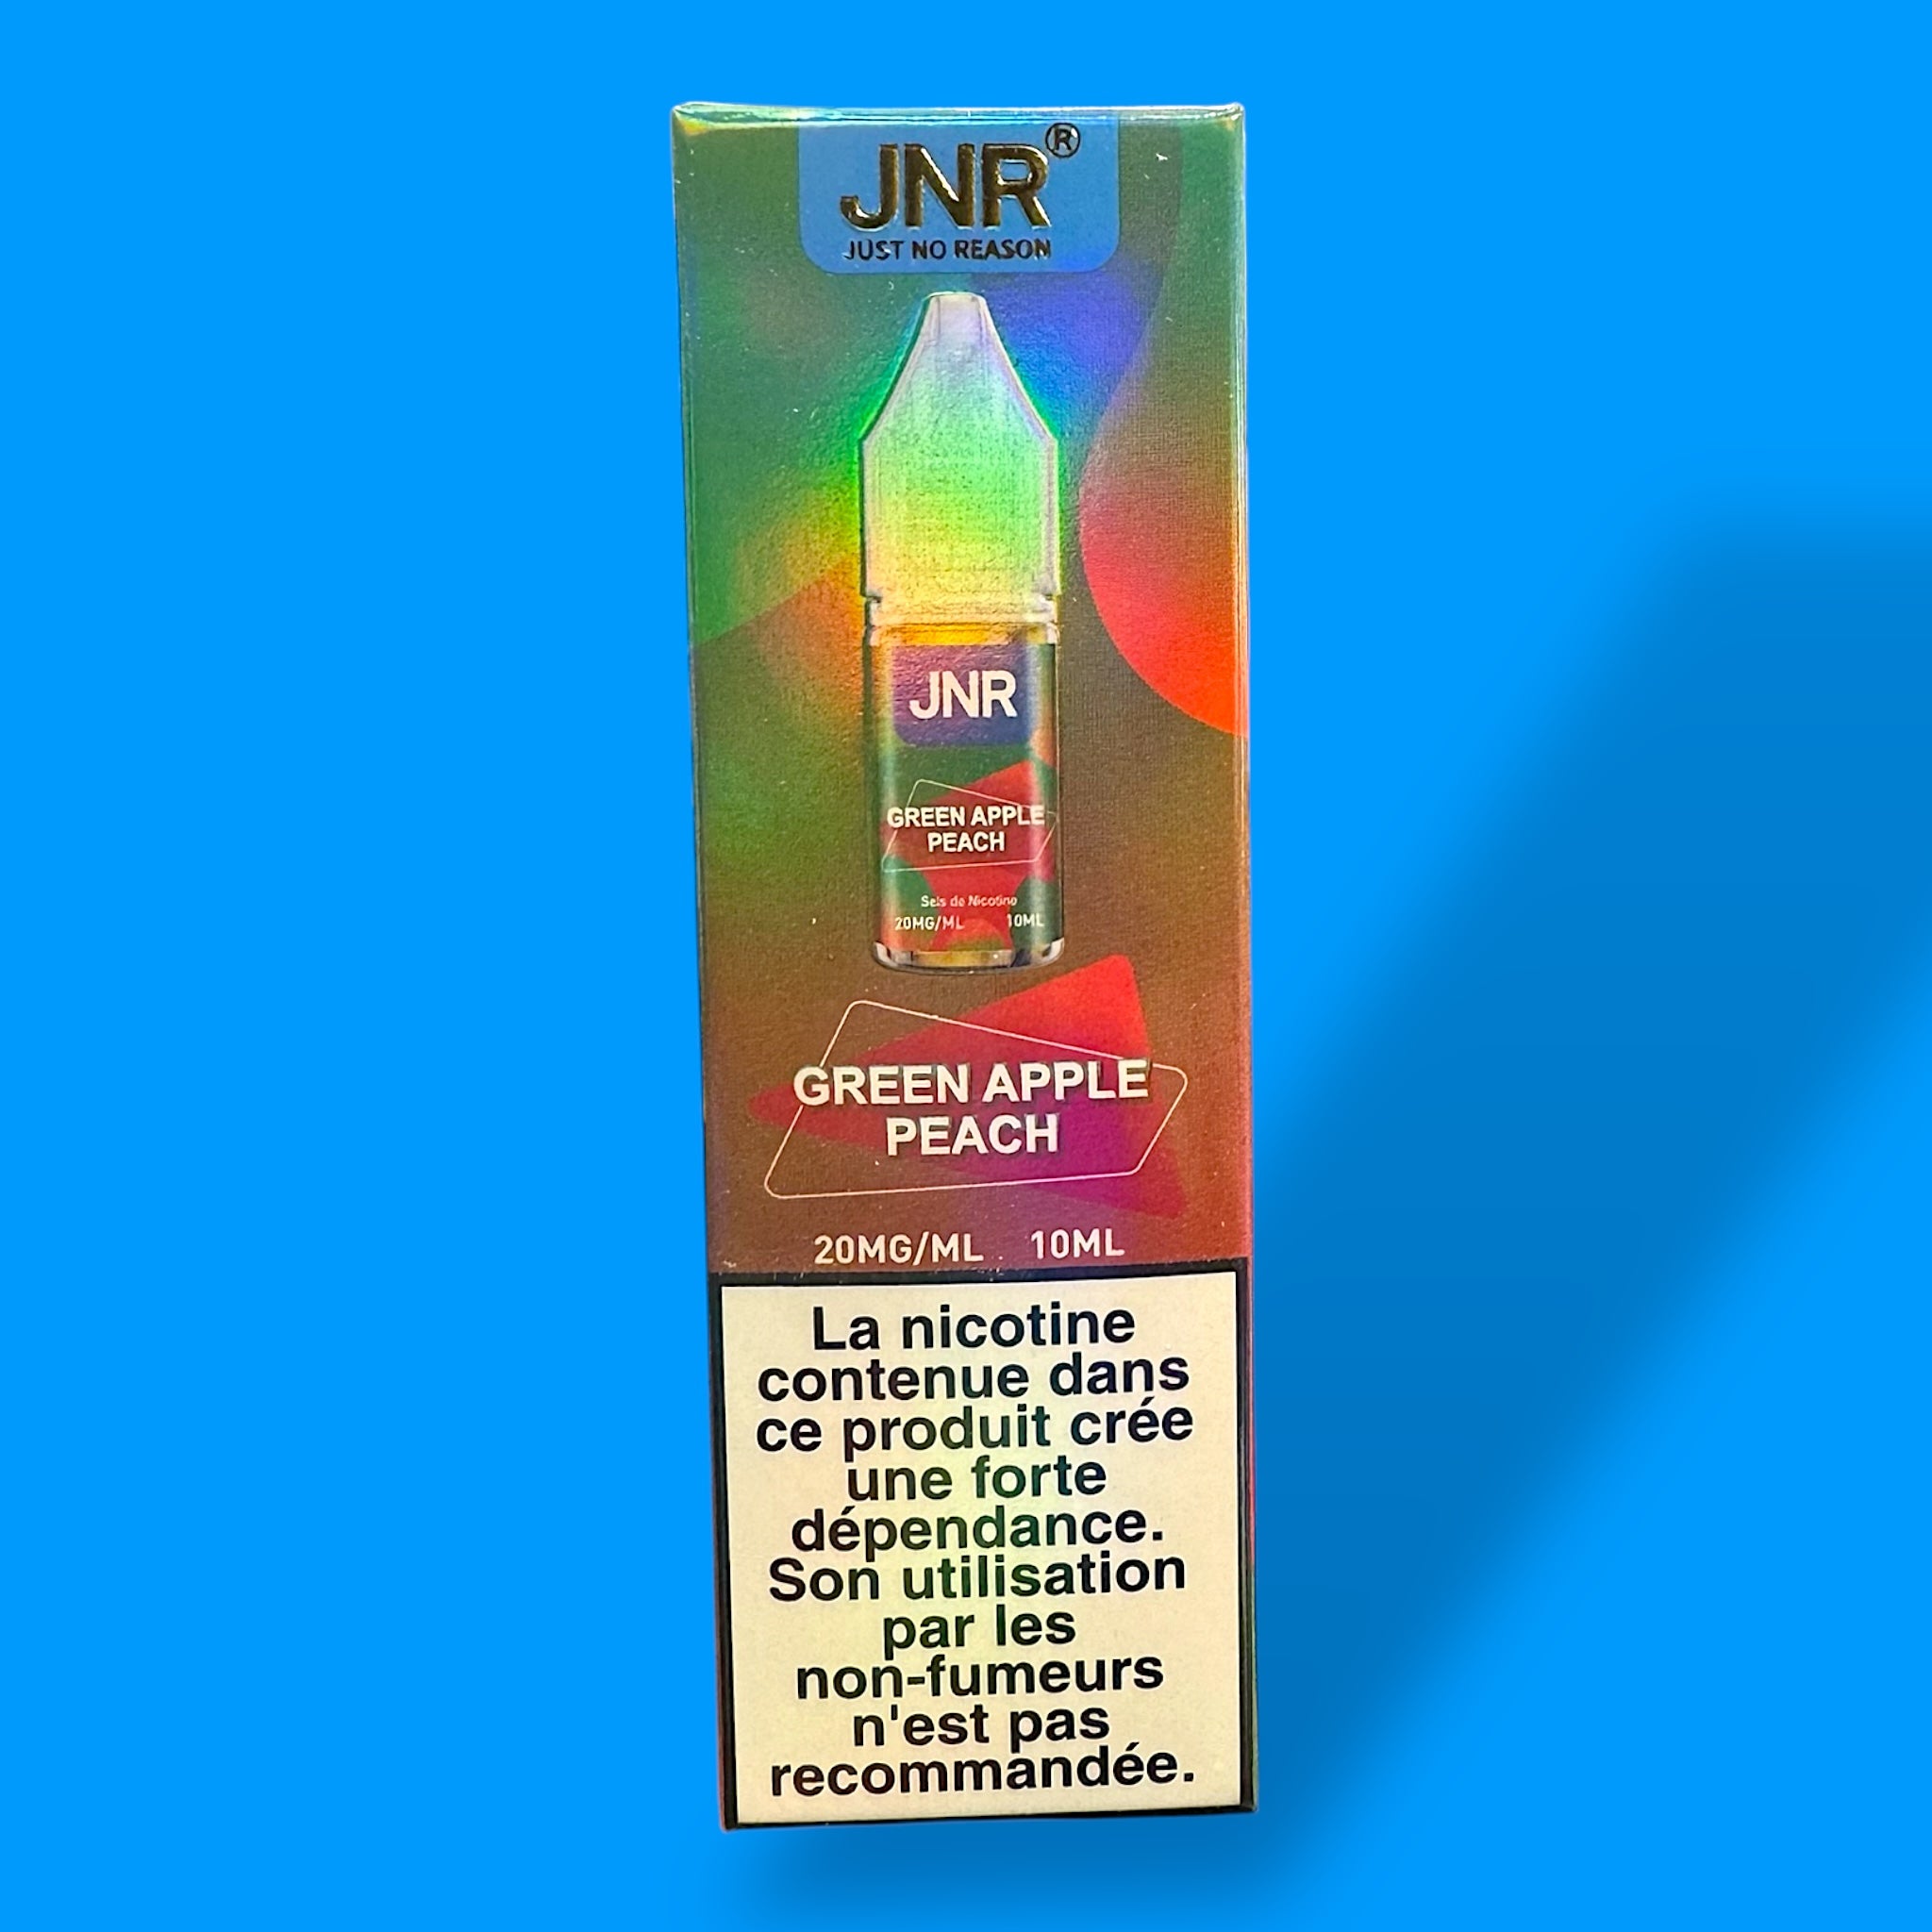 JNR®
JUST NO REASON
JNR
GREEN APPLE
PEACH
Sels de Nicotine
20MG/ML 10ML
GREEN APPLE
PEACH
20MG/ML 10ML
La nicotine
contenue dans
ce produit crée
une forte
dépendance.
Son utilisation
par les
non-fumeurs
n'est pas
recommandée.